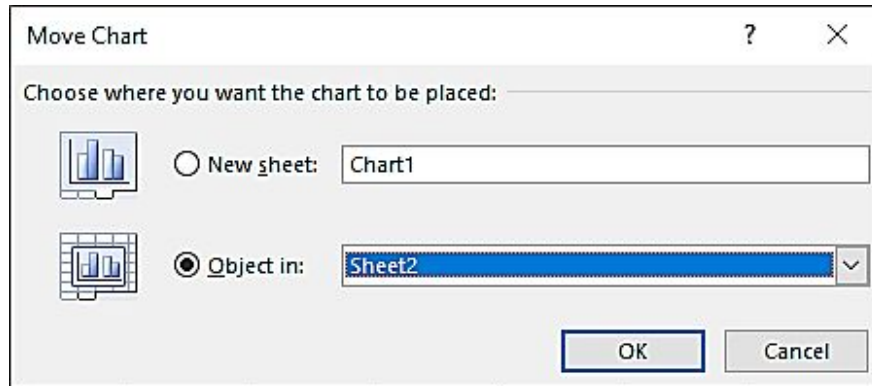 Move Chart ?
Choose where you want the chart to be placed:
New sheet: Chart1
Object in: Sheet2
OK Cancel